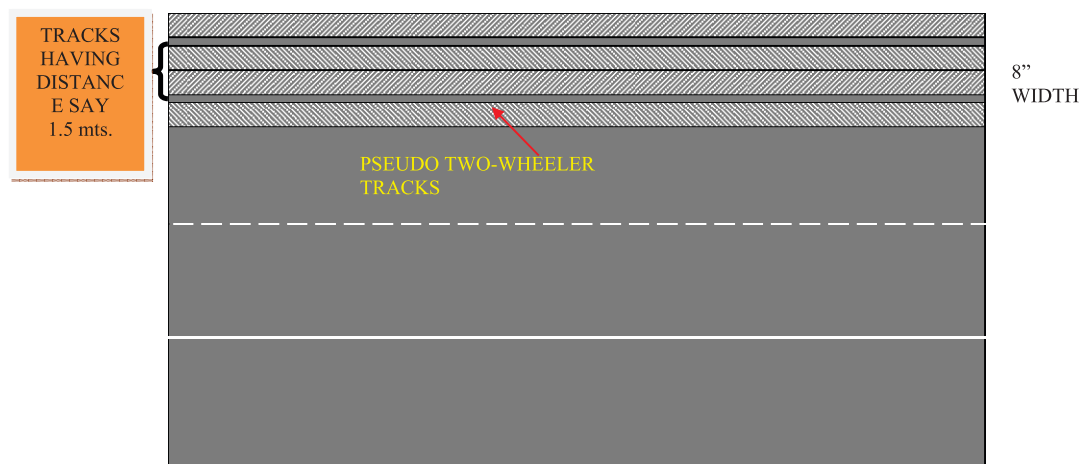 TRACKS
HAVING
DISTANC
E SAY
1.5 mts.
8”
WIDTH
PSEUDO TWO-WHEELER
TRACKS